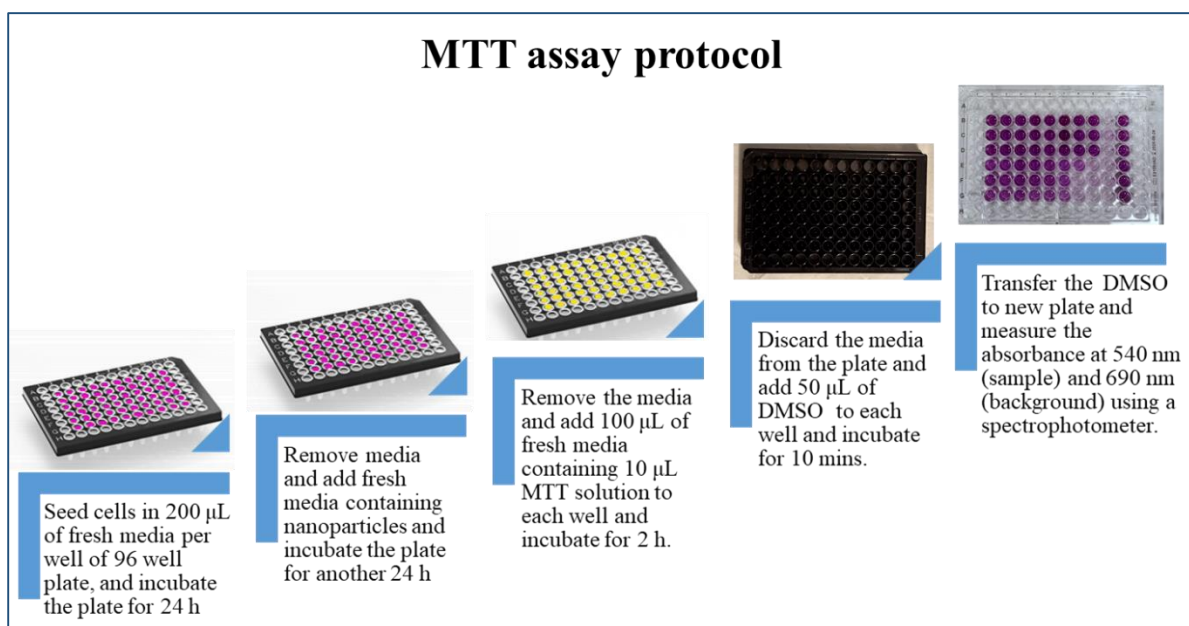 MTT assay protocol
Seed cells in 200 µL
of fresh media per
well of 96 well
plate, and incubate
the plate for 24 h
Remove media
and add fresh
media containing
nanoparticles and
incubate the plate
for another 24 h
Remove the media
and add 100 µL of
fresh media
containing 10 µL
MTT solution to
each well and
incubate for 2 h.
Discard the media
from the plate and
add 50 µL of
DMSO to each
well and incubate
for 10 mins.
Transfer the DMSO
to new plate and
measure the
absorbance at 540 nm
(sample) and 690 nm
(background) using a
spectrophotometer.